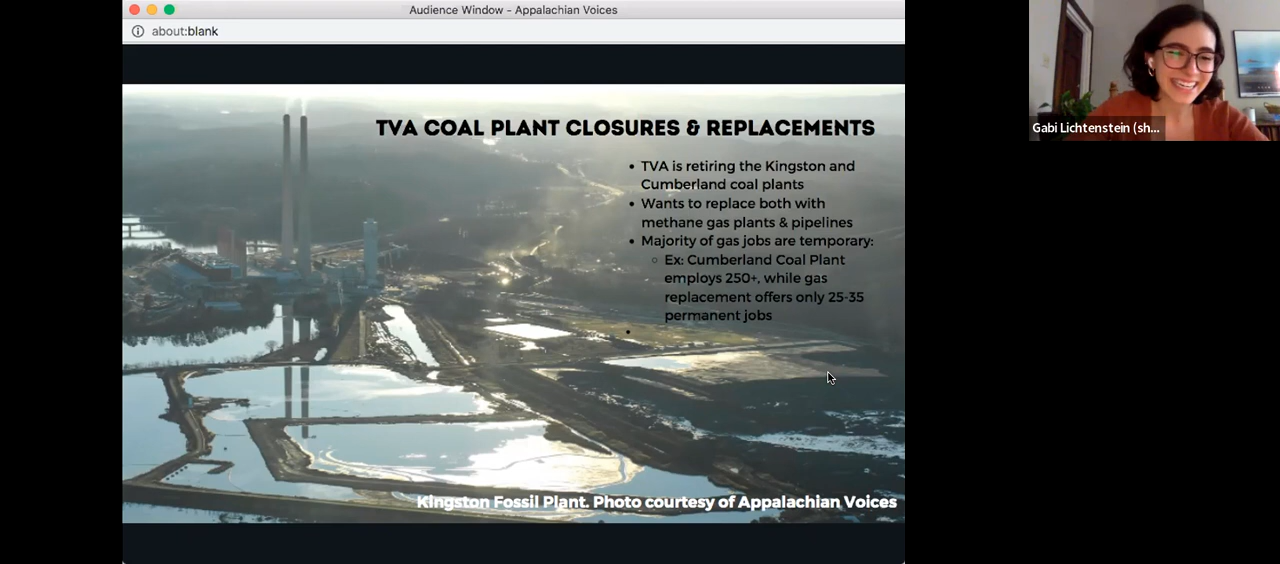 Audience Window - Appalachian Voices
about:blank
TVA COAL PLANT CLOSURES & REPLACEMENTS
• TVA is retiring the Kingston and
Cumberland coal plants
• Wants to replace both with
methane gas plants & pipelines
• Majority of gas jobs are temporary:
○ Ex: Cumberland Coal Plant
employs 250+, while gas
replacement offers only 25-35
permanent jobs
•
Kingston Fossil Plant. Photo courtesy of Appalachian Voices
Gabi Lichtenstein (sh...